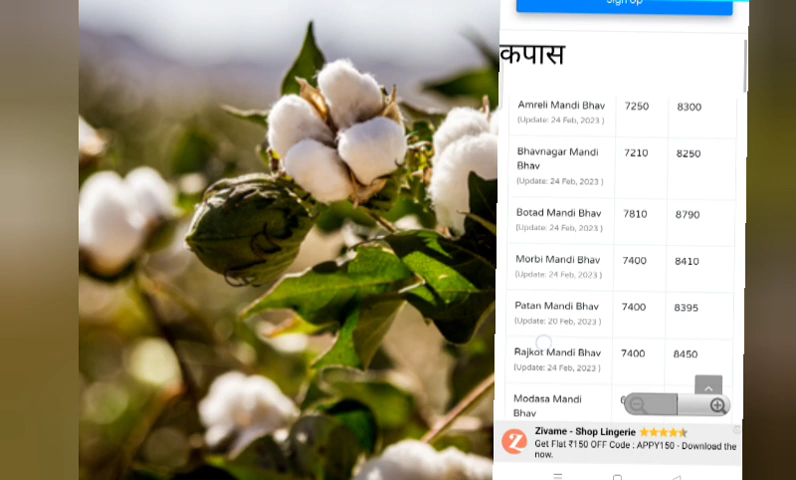 Sign Up
कपास
Amreli Mandi Bhav 7250 8300
(Update: 24 Feb, 2023 )
Bhavnagar Mandi 7210 8250
Bhav
(Update: 24 Feb, 2023 )
Botad Mandi Bhav 7810 8790
(Update: 24 Feb, 2023 )
Morbi Mandi Bhav 7400 8410
(Update: 24 Feb, 2023 )
Patan Mandi Bhav 7400 8395
(Update: 20 Feb, 2023 )
Rajkot Mandi Bhav 7400 8450
(Update: 24 Feb, 2023 )
Modasa Mandi
Bhav
Zivame - Shop Lingerie
Get Flat ₹150 OFF Code : APPY150 - Download the
now.